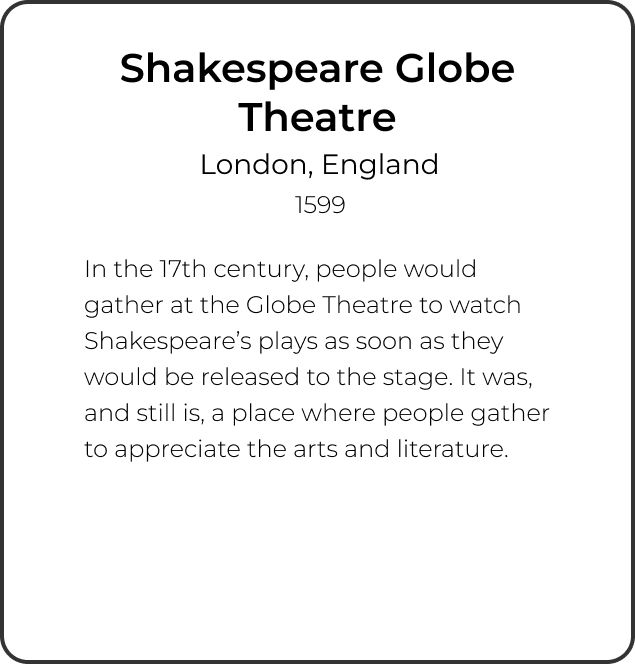 Shakespeare Globe
Theatre
London, England
1599
In the 17th century, people would
gather at the Globe Theatre to watch
Shakespeare’s plays as soon as they
would be released to the stage. It was,
and still is, a place where people gather
to appreciate the arts and literature.